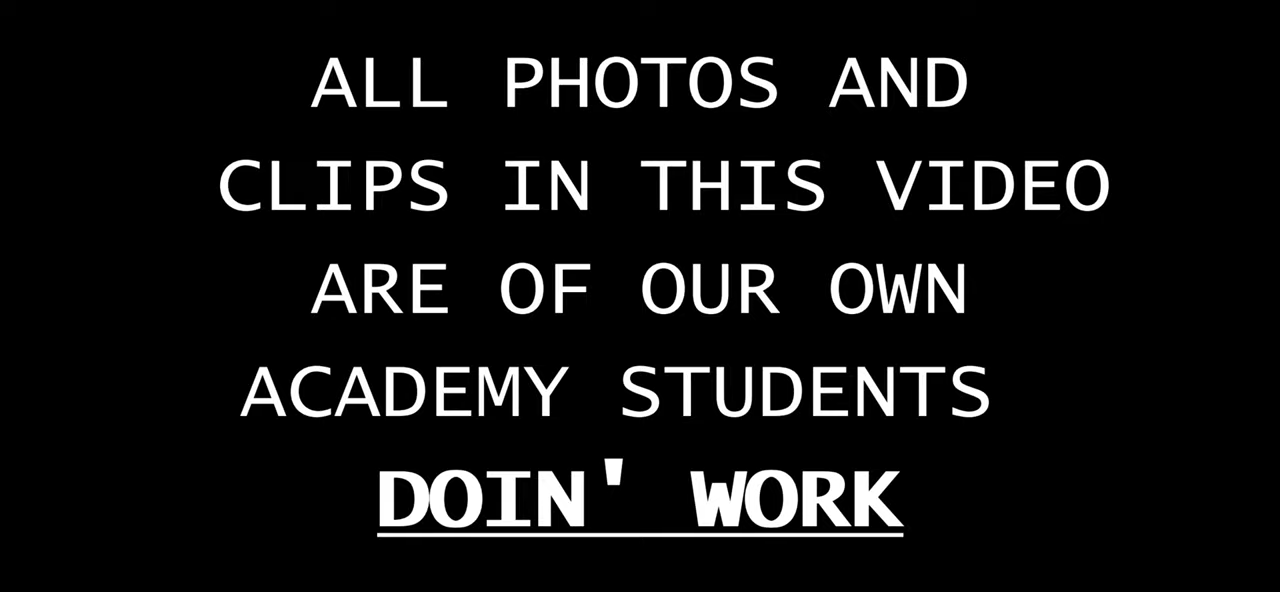 ALL PHOTOS AND
CLIPS IN THIS VIDEO
ARE OF OUR OWN
ACADEMY STUDENTS
DOIN' WORK